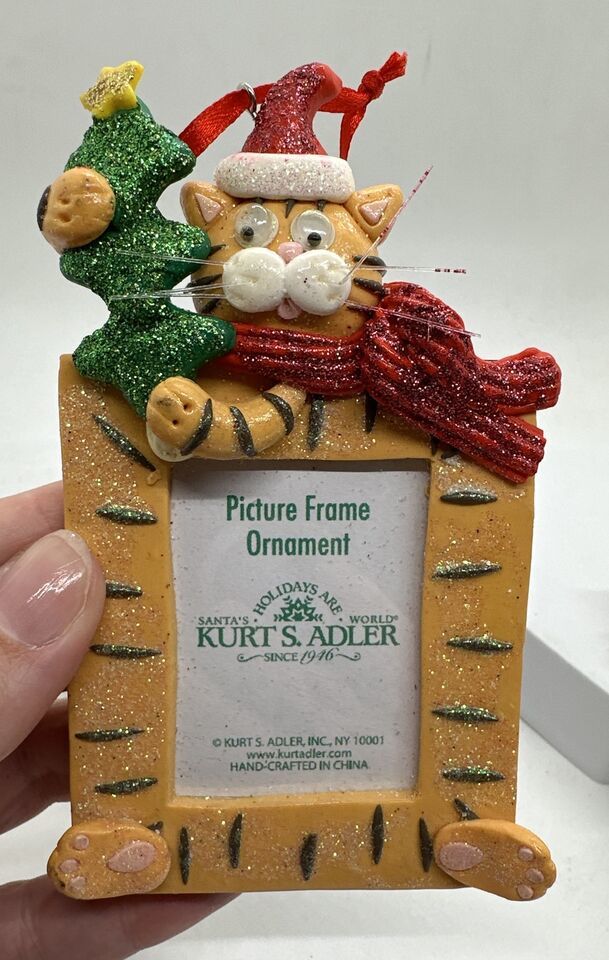 Picture Frame
Ornament
HOLIDAYS ARE
SANTA'S WORLD®
KURT S. ADLER
SINCE 1946
© KURT S. ADLER, INC., NY 10001
www.kurtadler.com
HAND-CRAFTED IN CHINA